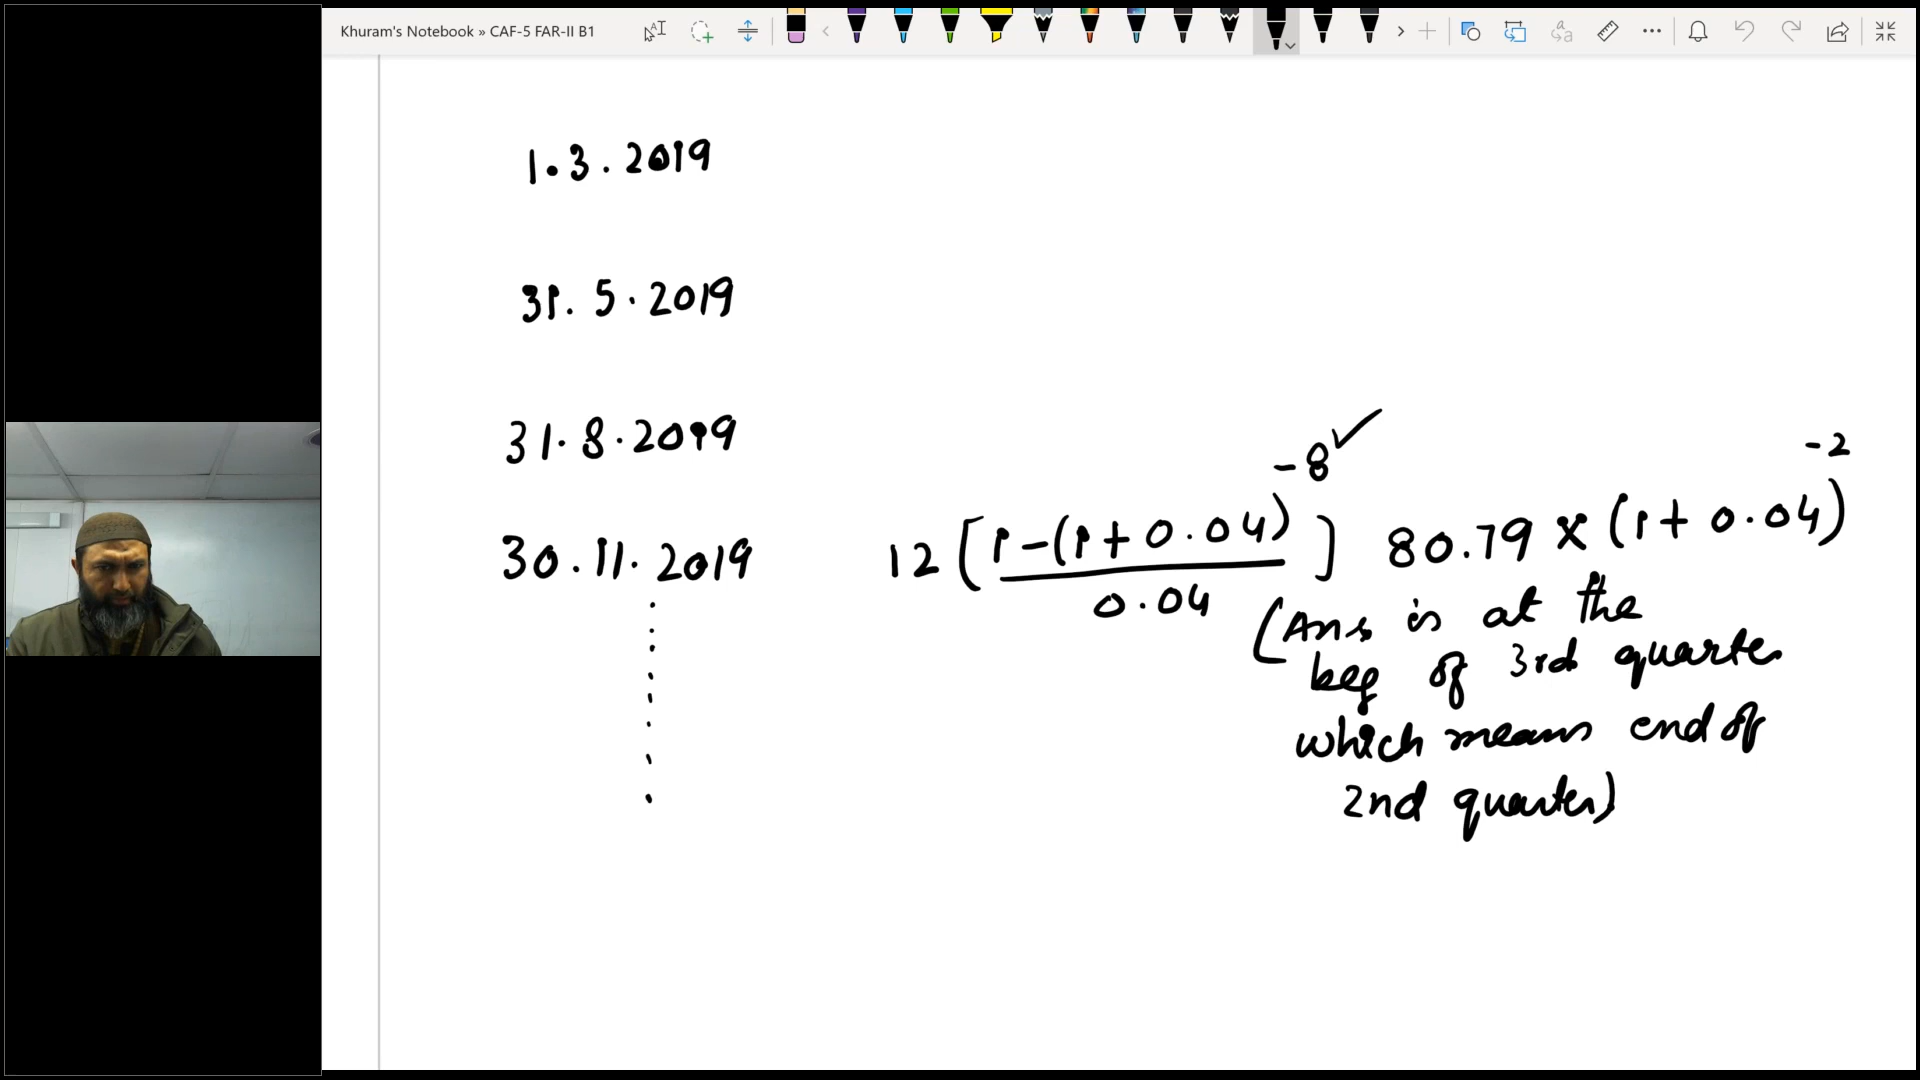 Khuram's Notebook » CAF-5 FAR-II B1
1.3.2019
31.5.2019
31.8.2019
30.11.2019
12 [ 1-(1+0.04)^-8 / 0.04 ] ✓ 80.79 × (1+0.04)^-2
(Ans is at the
beg of 3rd quarter
which means end of
2nd quarter)